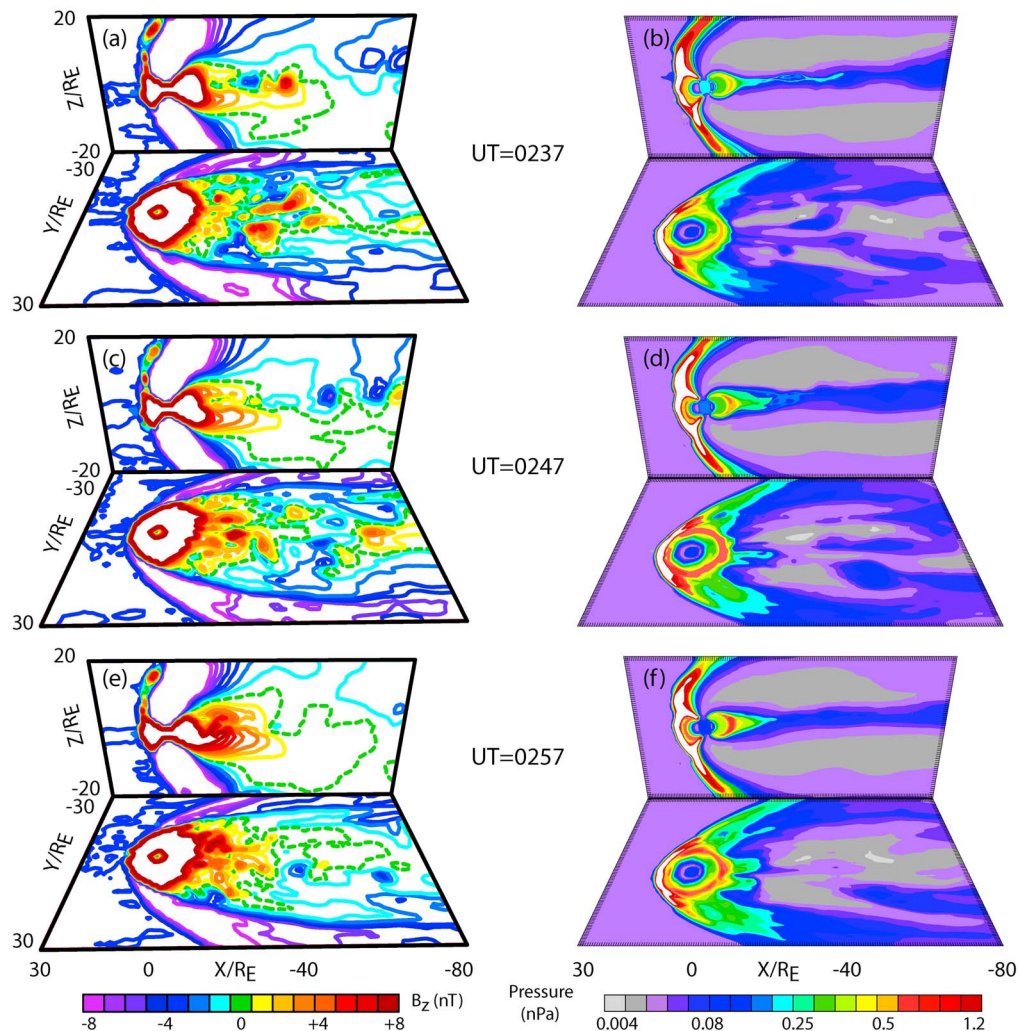 20
(a)
Z/RE
-20
-30
Y/RE
30
(b)
UT=0237
20
(c)
Z/RE
-20
-30
Y/RE
30
(d)
UT=0247
20
(e)
Z/RE
-20
-30
Y/RE
30
(f)
UT=0257
30 0 X/RE -40 -80
30 0 X/RE -40 -80
-8 -4 0 +4 +8
BZ (nT)
Pressure
(nPa)
0.004 0.08 0.25 0.5 1.2